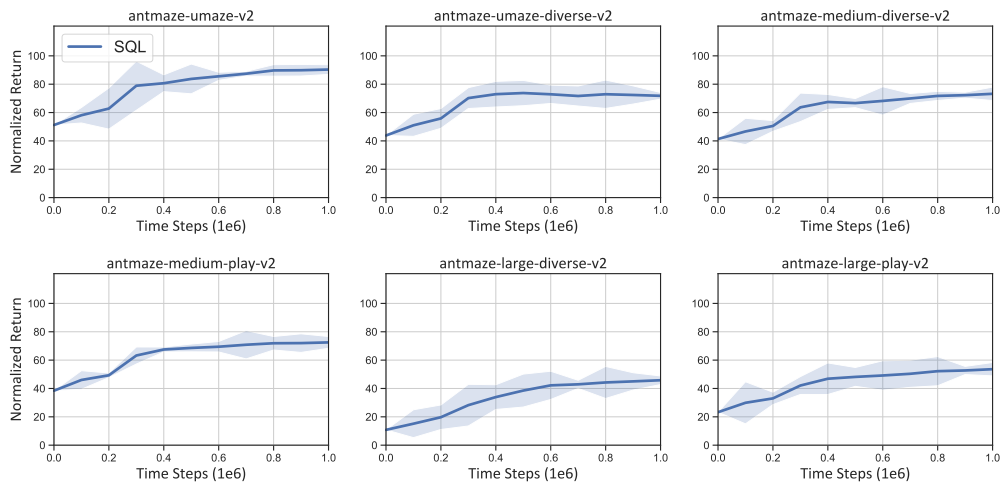 antmaze-umaze-v2
antmaze-umaze-diverse-v2
antmaze-medium-diverse-v2
SQL
Normalized Return
100
80
60
40
20
0
0.0 0.2 0.4 0.6 0.8 1.0
Time Steps (1e6)
100
80
60
40
20
0
0.0 0.2 0.4 0.6 0.8 1.0
Time Steps (1e6)
100
80
60
40
20
0
0.0 0.2 0.4 0.6 0.8 1.0
Time Steps (1e6)
antmaze-medium-play-v2
antmaze-large-diverse-v2
antmaze-large-play-v2
Normalized Return
100
80
60
40
20
0
0.0 0.2 0.4 0.6 0.8 1.0
Time Steps (1e6)
100
80
60
40
20
0
0.0 0.2 0.4 0.6 0.8 1.0
Time Steps (1e6)
100
80
60
40
20
0
0.0 0.2 0.4 0.6 0.8 1.0
Time Steps (1e6)